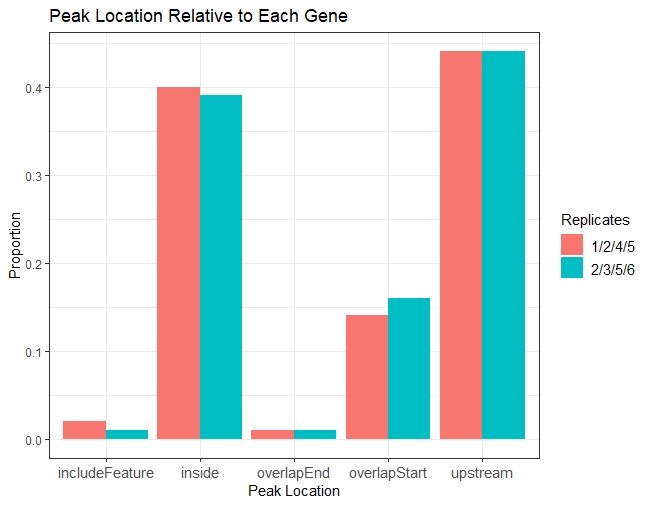 Peak Location Relative to Each Gene
Proportion
0.4
0.3
0.2
0.1
0.0
includeFeature inside overlapEnd overlapStart upstream
Peak Location
Replicates
1/2/4/5
2/3/5/6